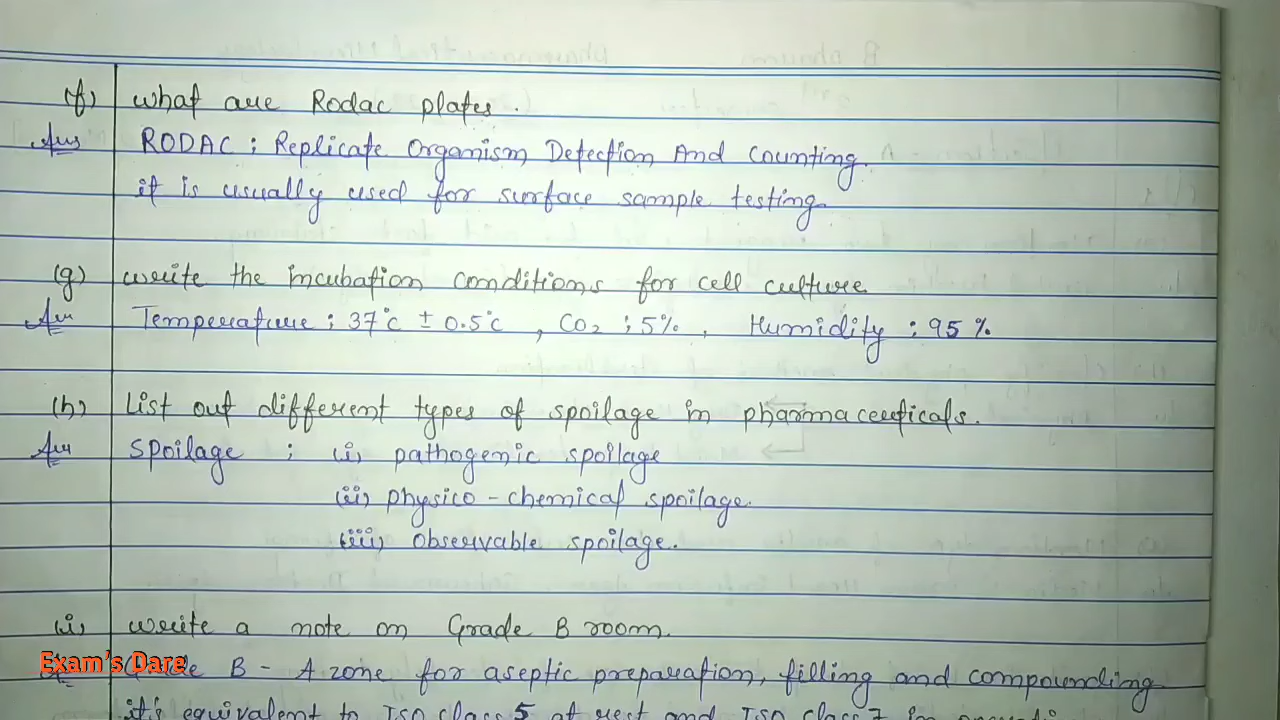 (f) what are Rodac plates.
Ans RODAC : Replicate Organism Detection And Counting.
it is usually used for surface sample testing.
(g) write the incubation conditions for cell culture
Ans Temperature : 37°c ± 0.5°c , CO2 : 5% , Humidity : 95 %
(h) List out different types of spoilage in pharmaceuticals.
Ans Spoilage : (i) pathogenic spoilage
(ii) physico - chemical spoilage.
(iii) observable spoilage.
(i) write a note on Grade B room.
Exam's Dare
Grade B - A zone for aseptic preparation, filling and compounding
it's equivalent to ISO class 5 at rest and ISO class 7 in